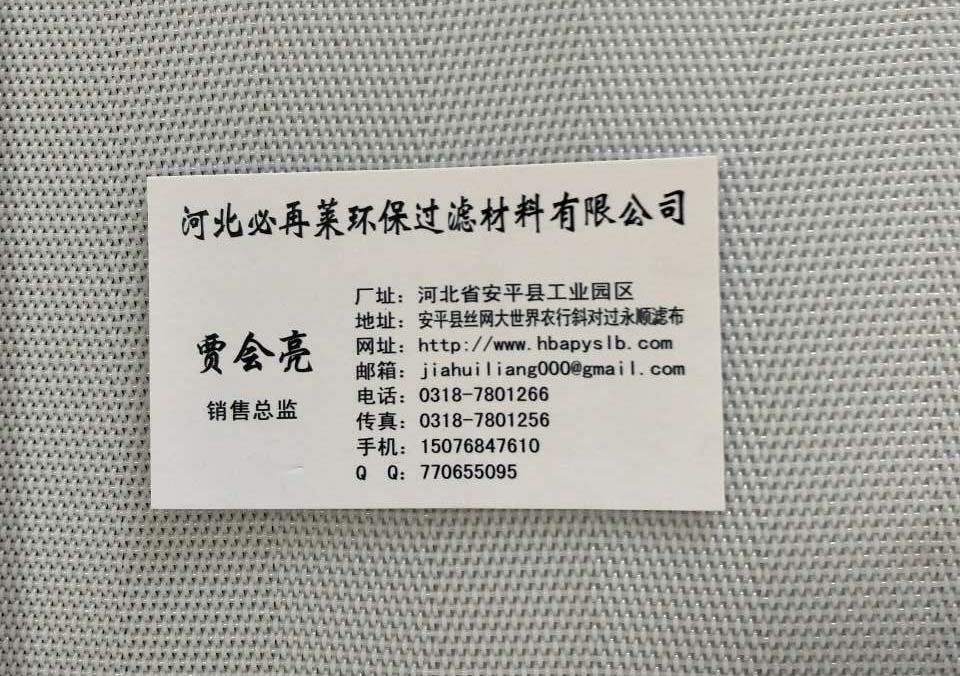 河北必再莱环保过滤材料有限公司
贾会亮
销售总监
厂址：河北省安平县工业园区
地址：安平县丝网大世界农行斜对过永顺滤布
网址：http://www.hbapyslb.com
邮箱：jiahuiliang000@gmail.com
电话：0318-7801266
传真：0318-7801256
手机：15076847610
Q Q：770655095